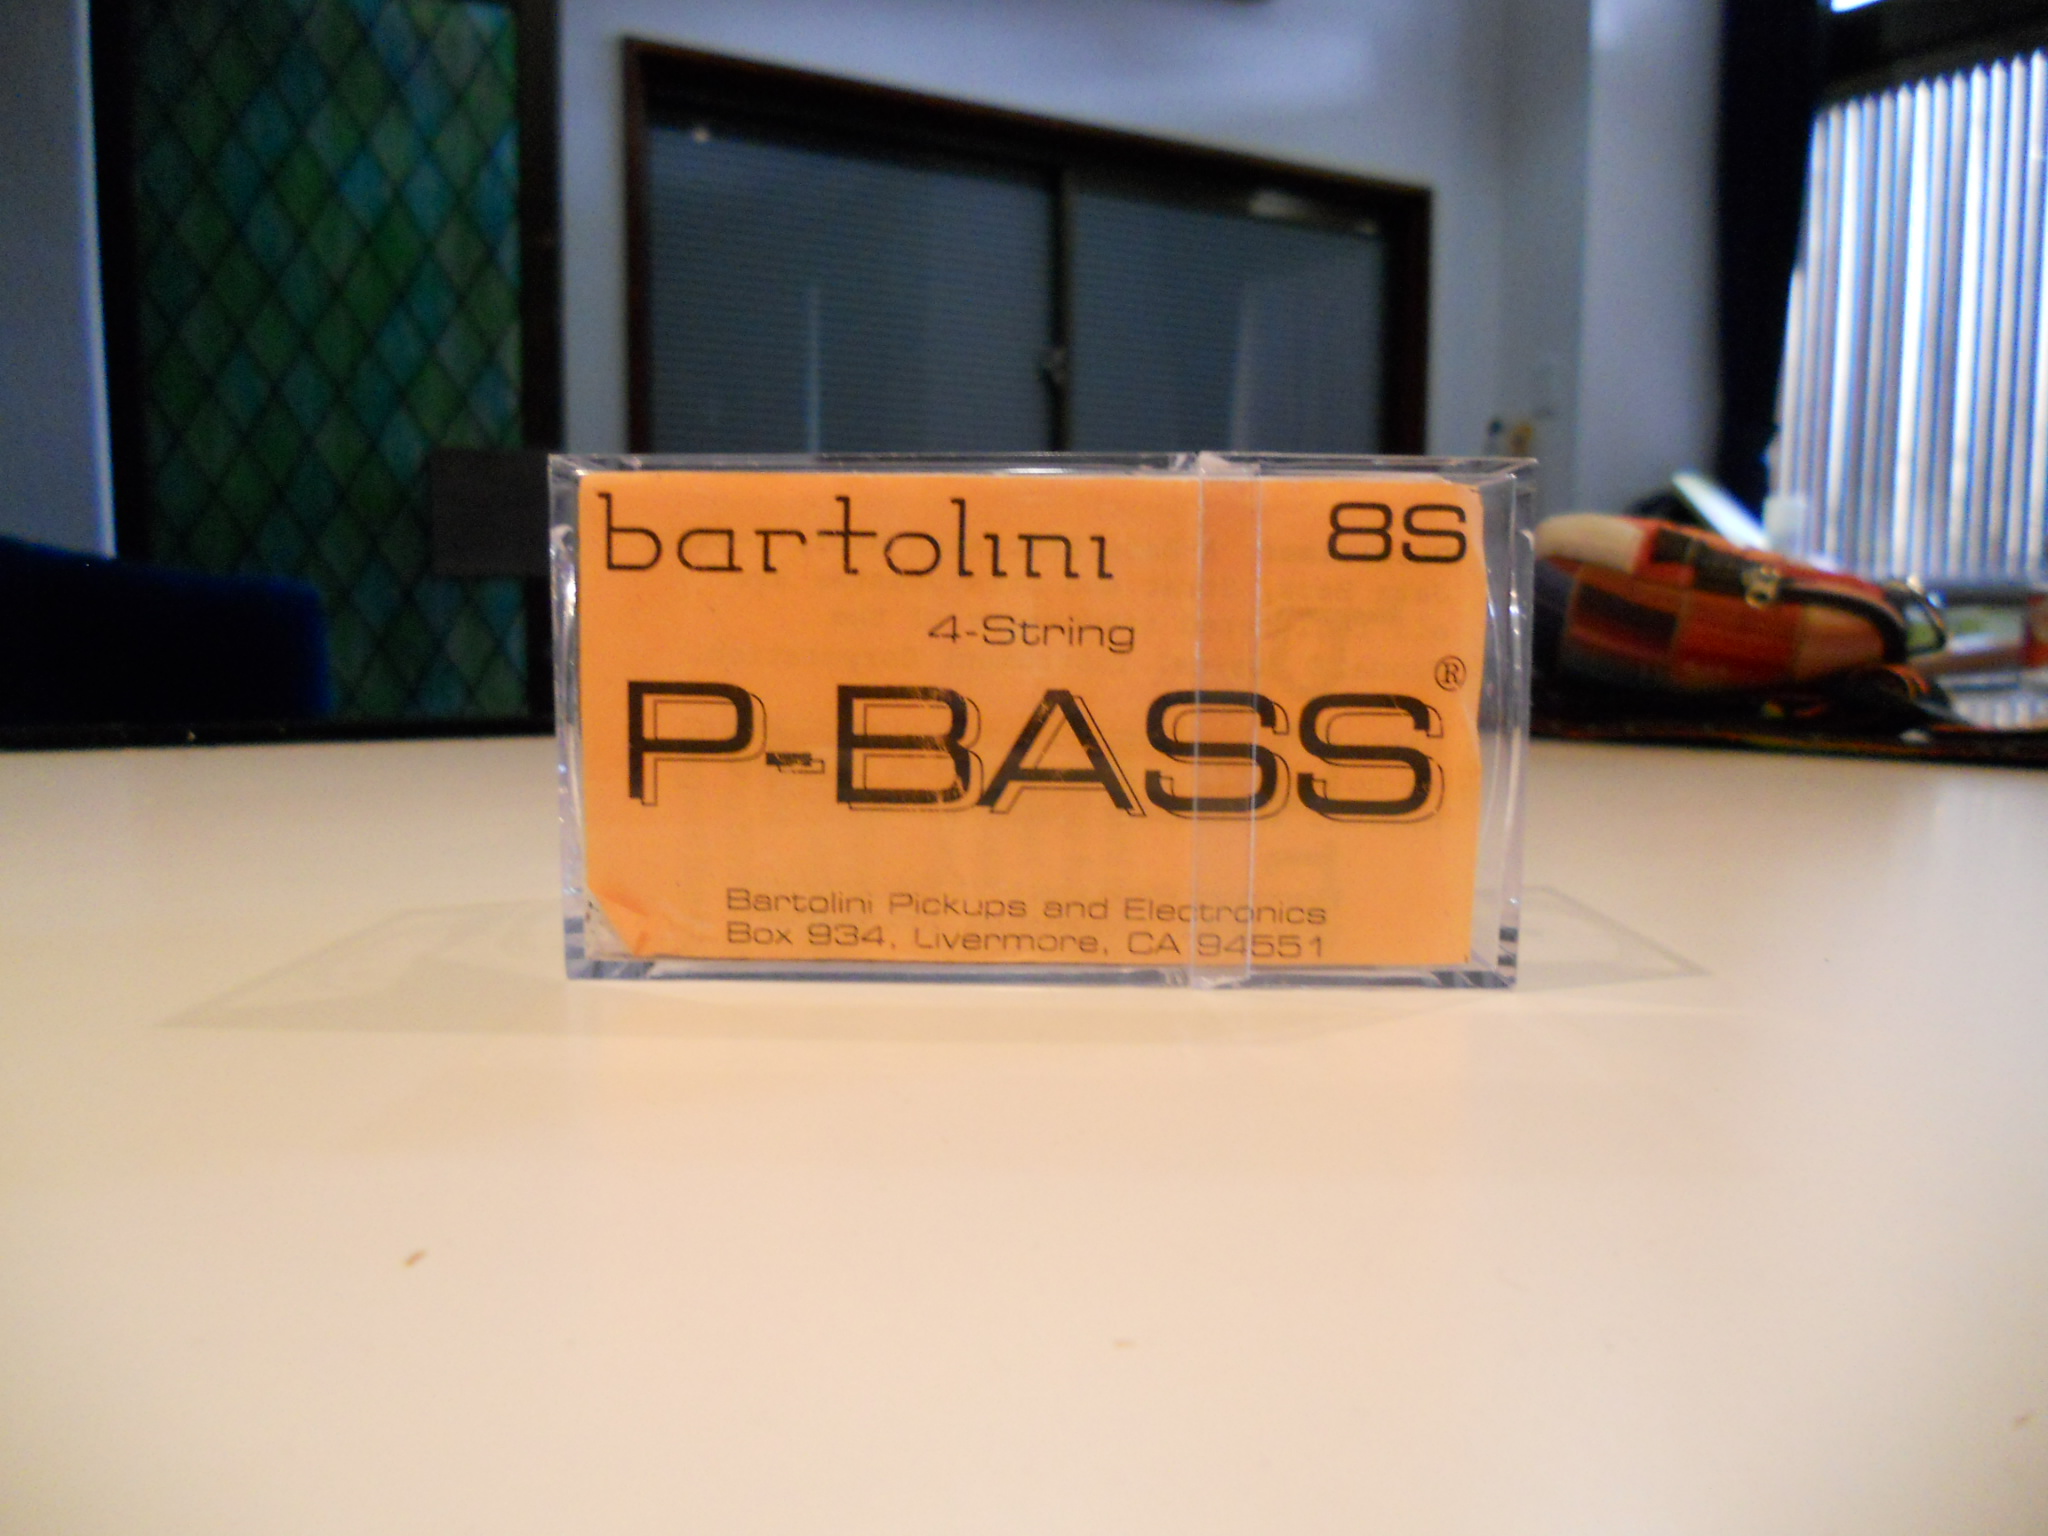 bartolini 8S
4-String
P-BASS®
Bartolini Pickups and Electronics
Box 934, Livermore, CA 94551